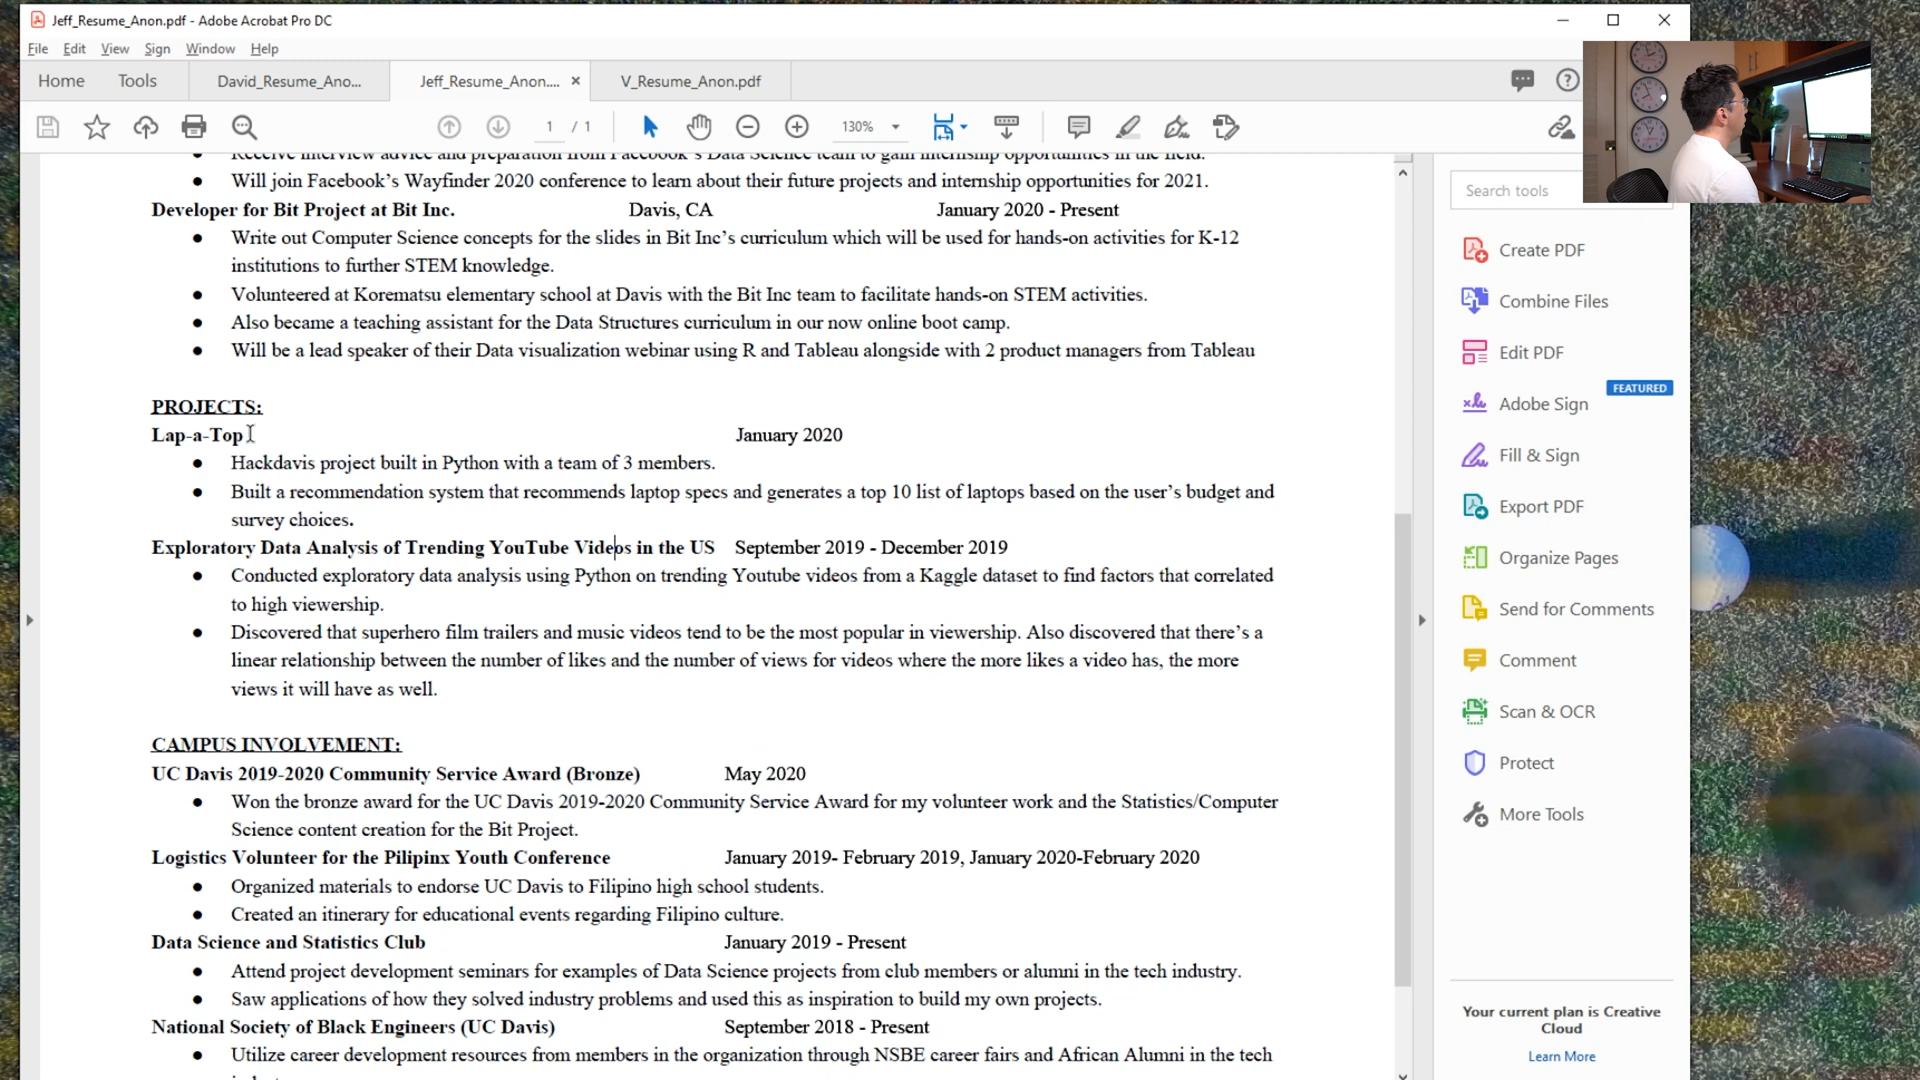 Jeff_Resume_Anon.pdf - Adobe Acrobat Pro DC
File Edit View Sign Window Help
Home Tools David_Resume_Ano... Jeff_Resume_Anon.... × V_Resume_Anon.pdf
1 / 1 130%
Receive interview advice and preparation from Facebook's Data Science team to gain internship opportunities in the field.
● Will join Facebook's Wayfinder 2020 conference to learn about their future projects and internship opportunities for 2021.
Developer for Bit Project at Bit Inc. Davis, CA January 2020 - Present
● Write out Computer Science concepts for the slides in Bit Inc's curriculum which will be used for hands-on activities for K-12
institutions to further STEM knowledge.
● Volunteered at Korematsu elementary school at Davis with the Bit Inc team to facilitate hands-on STEM activities.
● Also became a teaching assistant for the Data Structures curriculum in our now online boot camp.
● Will be a lead speaker of their Data visualization webinar using R and Tableau alongside with 2 product managers from Tableau
PROJECTS:
Lap-a-Top January 2020
● Hackdavis project built in Python with a team of 3 members.
● Built a recommendation system that recommends laptop specs and generates a top 10 list of laptops based on the user's budget and
survey choices.
Exploratory Data Analysis of Trending YouTube Videos in the US September 2019 - December 2019
● Conducted exploratory data analysis using Python on trending Youtube videos from a Kaggle dataset to find factors that correlated
to high viewership.
● Discovered that superhero film trailers and music videos tend to be the most popular in viewership. Also discovered that there's a
linear relationship between the number of likes and the number of views for videos where the more likes a video has, the more
views it will have as well.
CAMPUS INVOLVEMENT:
UC Davis 2019-2020 Community Service Award (Bronze) May 2020
● Won the bronze award for the UC Davis 2019-2020 Community Service Award for my volunteer work and the Statistics/Computer
Science content creation for the Bit Project.
Logistics Volunteer for the Pilipinx Youth Conference January 2019- February 2019, January 2020-February 2020
● Organized materials to endorse UC Davis to Filipino high school students.
● Created an itinerary for educational events regarding Filipino culture.
Data Science and Statistics Club January 2019 - Present
● Attend project development seminars for examples of Data Science projects from club members or alumni in the tech industry.
● Saw applications of how they solved industry problems and used this as inspiration to build my own projects.
National Society of Black Engineers (UC Davis) September 2018 - Present
● Utilize career development resources from members in the organization through NSBE career fairs and African Alumni in the tech
Search tools
Create PDF
Combine Files
Edit PDF
FEATURED
Adobe Sign
Fill & Sign
Export PDF
Organize Pages
Send for Comments
Comment
Scan & OCR
Protect
More Tools
Your current plan is Creative
Cloud
Learn More